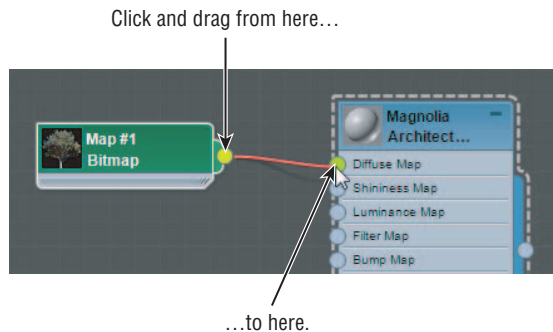 Click and drag from here…
Map #1
Bitmap
Magnolia
Architect...
Diffuse Map
Shininess Map
Luminance Map
Filter Map
Bump Map
…to here.